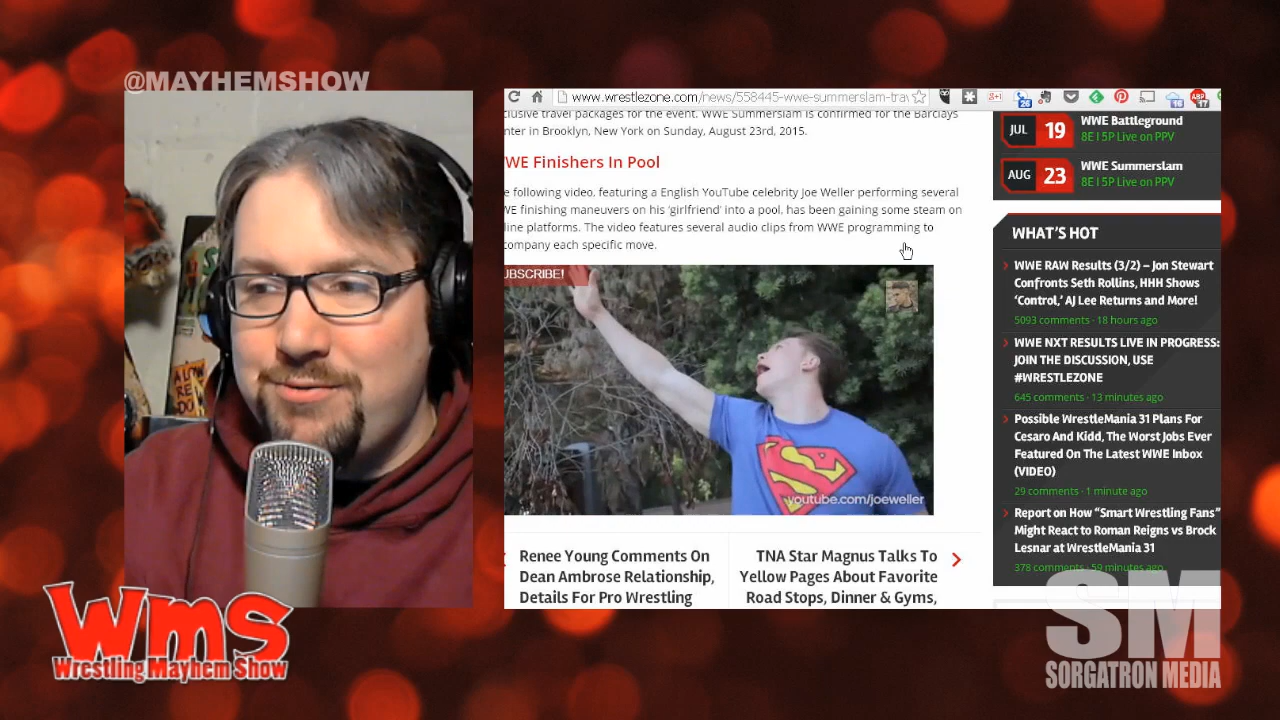 @MAYHEMSHOW
www.wrestlezone.com/news/558445-wwe-summerslam-trav
clusive travel packages for the event. WWE Summerslam is confirmed for the Barclays
nter in Brooklyn, New York on Sunday, August 23rd, 2015.
WE Finishers In Pool
e following video, featuring a English YouTube celebrity Joe Weller performing several
WE finishing maneuvers on his ‘girlfriend’ into a pool, has been gaining some steam on
line platforms. The video features several audio clips from WWE programming to
company each specific move.
UBSCRIBE!
youtube.com/joeweller
Renee Young Comments On
Dean Ambrose Relationship,
Details For Pro Wrestling
TNA Star Magnus Talks To
Yellow Pages About Favorite
Road Stops, Dinner & Gyms,
JUL 19 WWE Battleground
8E | 5P Live on PPV
AUG 23 WWE Summerslam
8E | 5P Live on PPV
WHAT'S HOT
WWE RAW Results (3/2) – Jon Stewart
Confronts Seth Rollins, HHH Shows
‘Control,’ AJ Lee Returns and More!
5093 comments · 18 hours ago
WWE NXT RESULTS LIVE IN PROGRESS:
JOIN THE DISCUSSION, USE
#WRESTLEZONE
645 comments · 13 minutes ago
Possible WrestleMania 31 Plans For
Cesaro And Kidd, The Worst Jobs Ever
Featured On The Latest WWE Inbox
(VIDEO)
29 comments · 1 minute ago
Report on How “Smart Wrestling Fans”
Might React to Roman Reigns vs Brock
Lesnar at WrestleMania 31
378 comments · 59 minutes ago
A LOW
RE
DO
wms
Wrestling Mayhem Show
SM
SORGATRON MEDIA